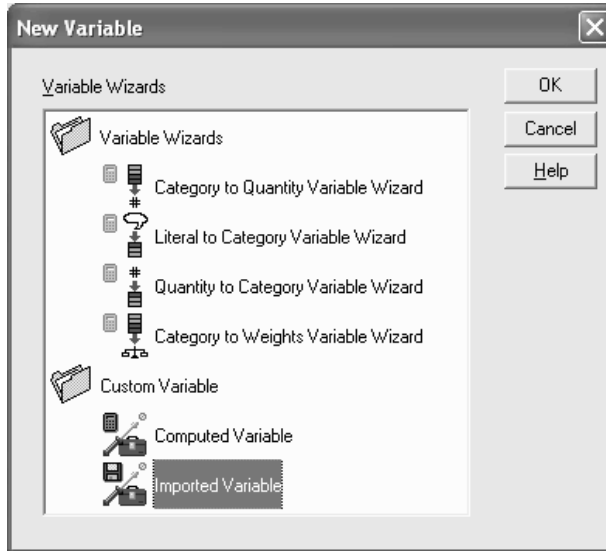 New Variable
Variable Wizards
OK
Cancel
Help
Variable Wizards
Category to Quantity Variable Wizard
Literal to Category Variable Wizard
Quantity to Category Variable Wizard
Category to Weights Variable Wizard
Custom Variable
Computed Variable
Imported Variable